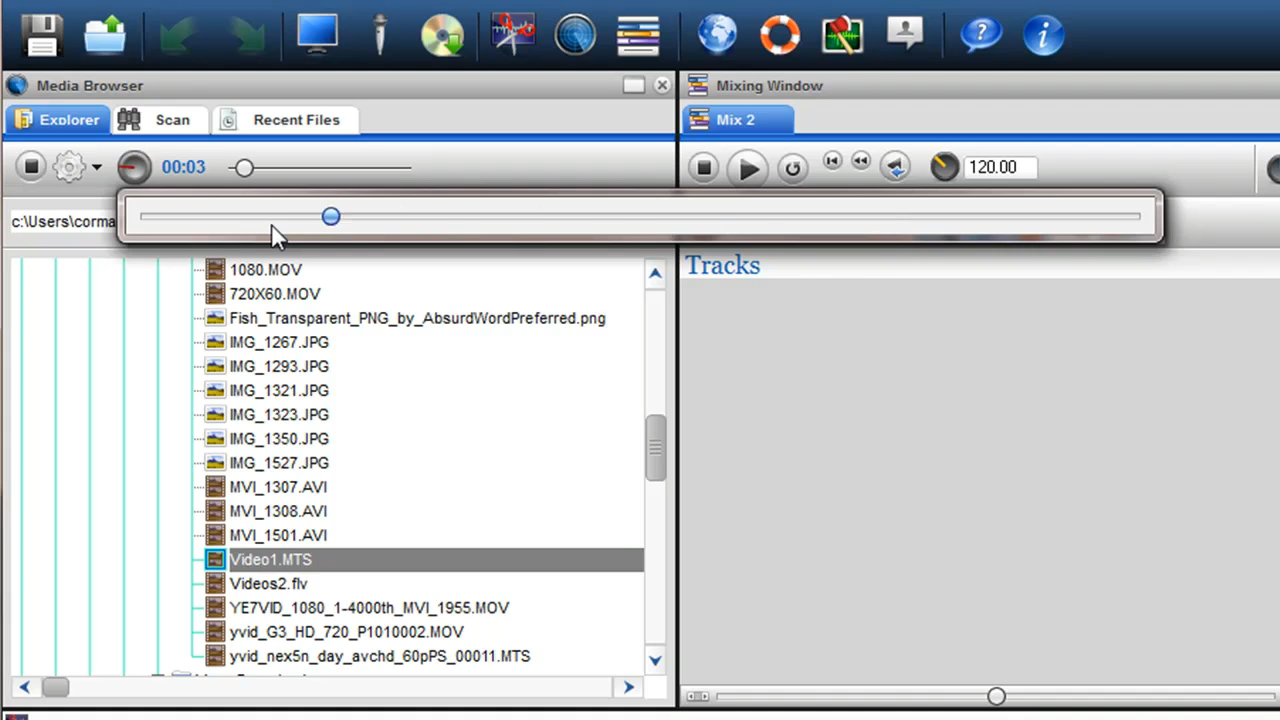 Media Browser
Mixing Window
Explorer
Scan
Recent Files
Mix 2
00:03
120.00
c:\Users\corma
Tracks
1080.MOV
720X60.MOV
Fish_Transparent_PNG_by_AbsurdWordPreferred.png
IMG_1267.JPG
IMG_1293.JPG
IMG_1321.JPG
IMG_1323.JPG
IMG_1350.JPG
IMG_1527.JPG
MVI_1307.AVI
MVI_1308.AVI
MVI_1501.AVI
Video1.MTS
Videos2.flv
YE7VID_1080_1-4000th_MVI_1955.MOV
yvid_G3_HD_720_P1010002.MOV
yvid_nex5n_day_avchd_60pPS_00011.MTS